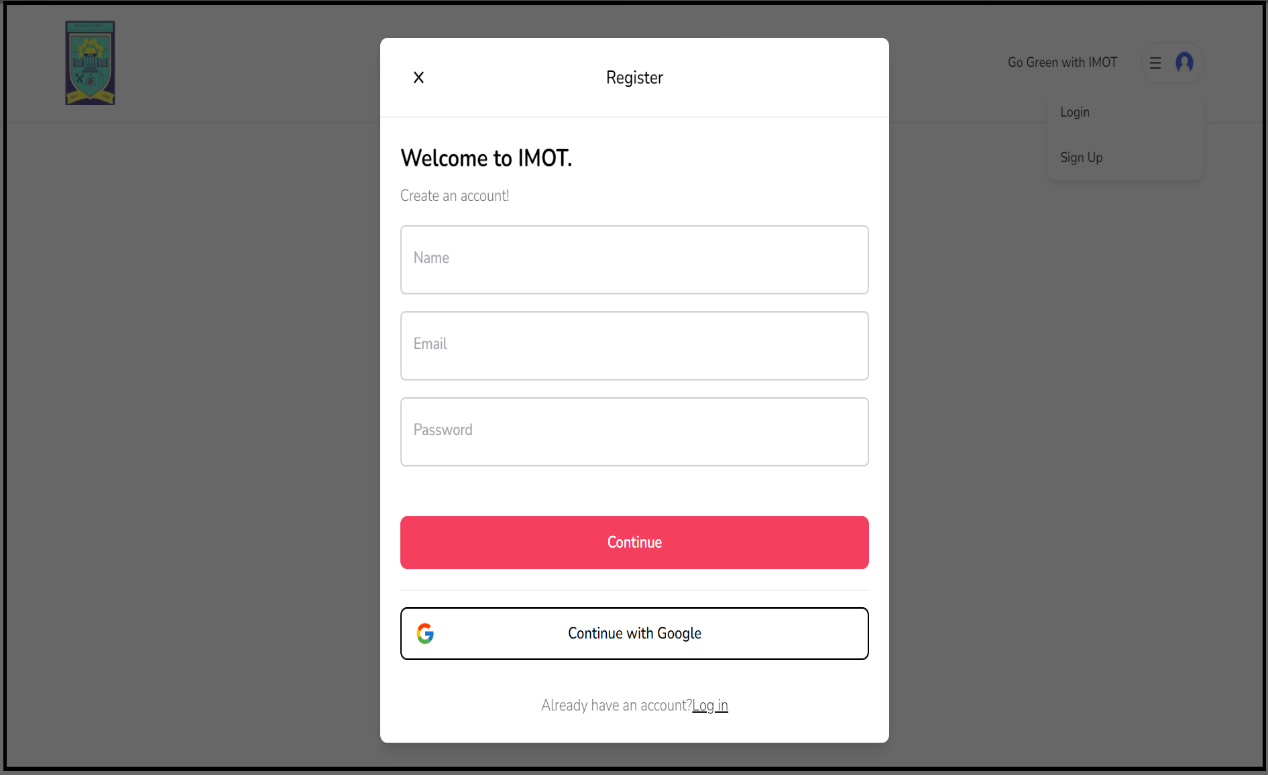 Go Green with IMOT
Login
Sign Up
Register
Welcome to IMOT.
Create an account!
Name
Email
Password
Continue
Continue with Google
Already have an account?Log in